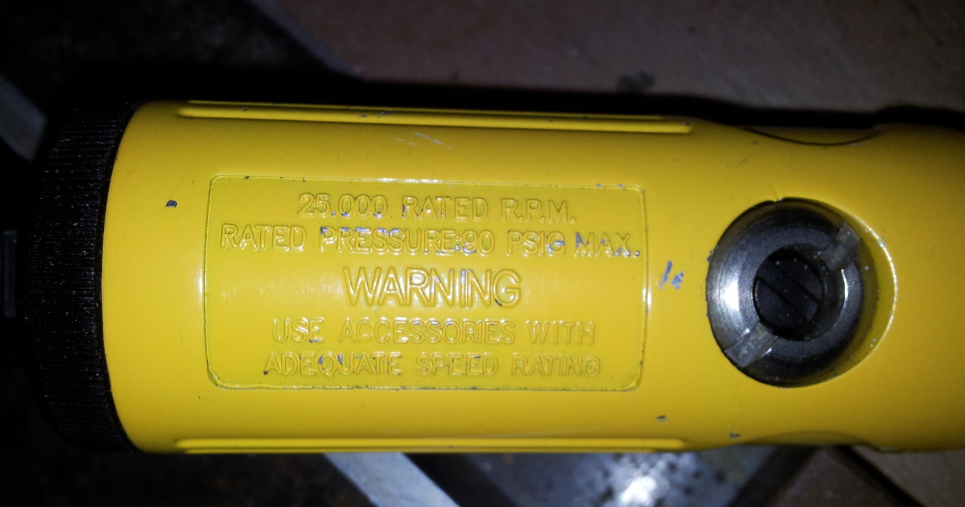 25,000 RATED R.P.M.
RATED PRESSURE:90 PSIG MAX.
WARNING
USE ACCESSORIES WITH
ADEQUATE SPEED RATING